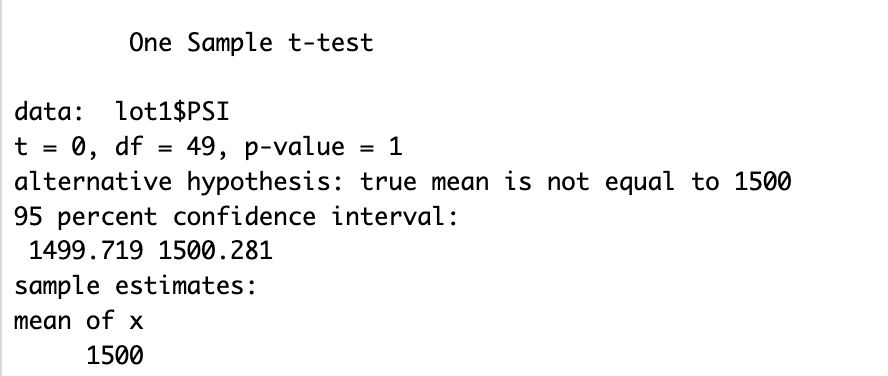 One Sample t-test
data:  lot1$PSI
t = 0, df = 49, p-value = 1
alternative hypothesis: true mean is not equal to 1500
95 percent confidence interval:
1499.719 1500.281
sample estimates:
mean of x
1500